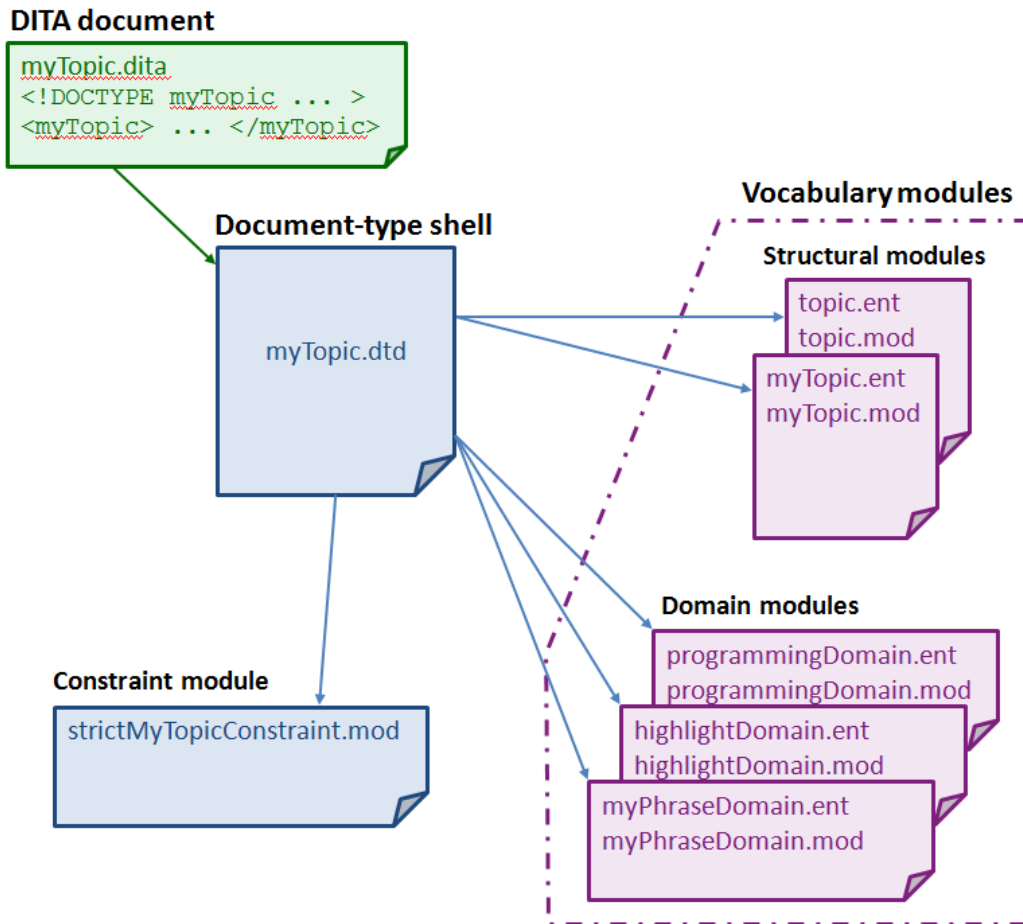 DITA document
myTopic.dita
<!DOCTYPE myTopic ... >
<myTopic> ... </myTopic>
Document-type shell
myTopic.dtd
Vocabulary modules
Structural modules
topic.ent
topic.mod
myTopic.ent
myTopic.mod
Constraint module
strictMyTopicConstraint.mod
Domain modules
programmingDomain.ent
programmingDomain.mod
highlightDomain.ent
highlightDomain.mod
myPhraseDomain.ent
myPhraseDomain.mod